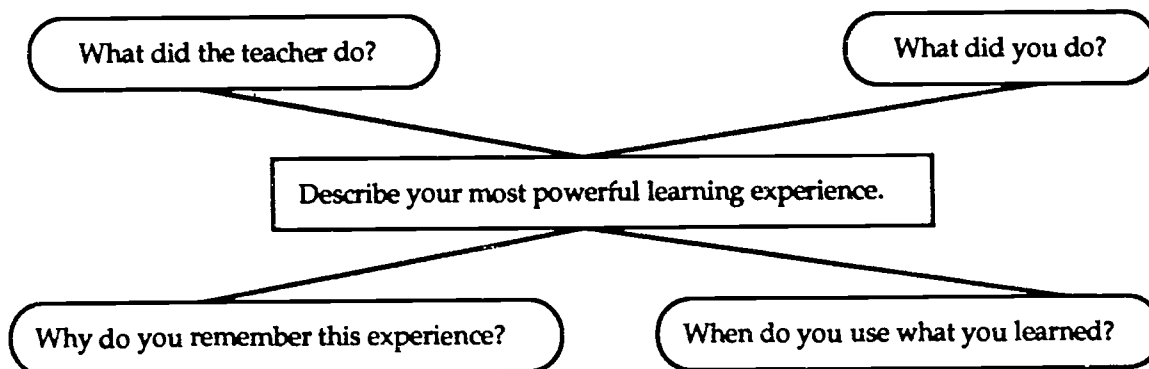 What did the teacher do?
What did you do?
Describe your most powerful learning experience.
Why do you remember this experience?
When do you use what you learned?